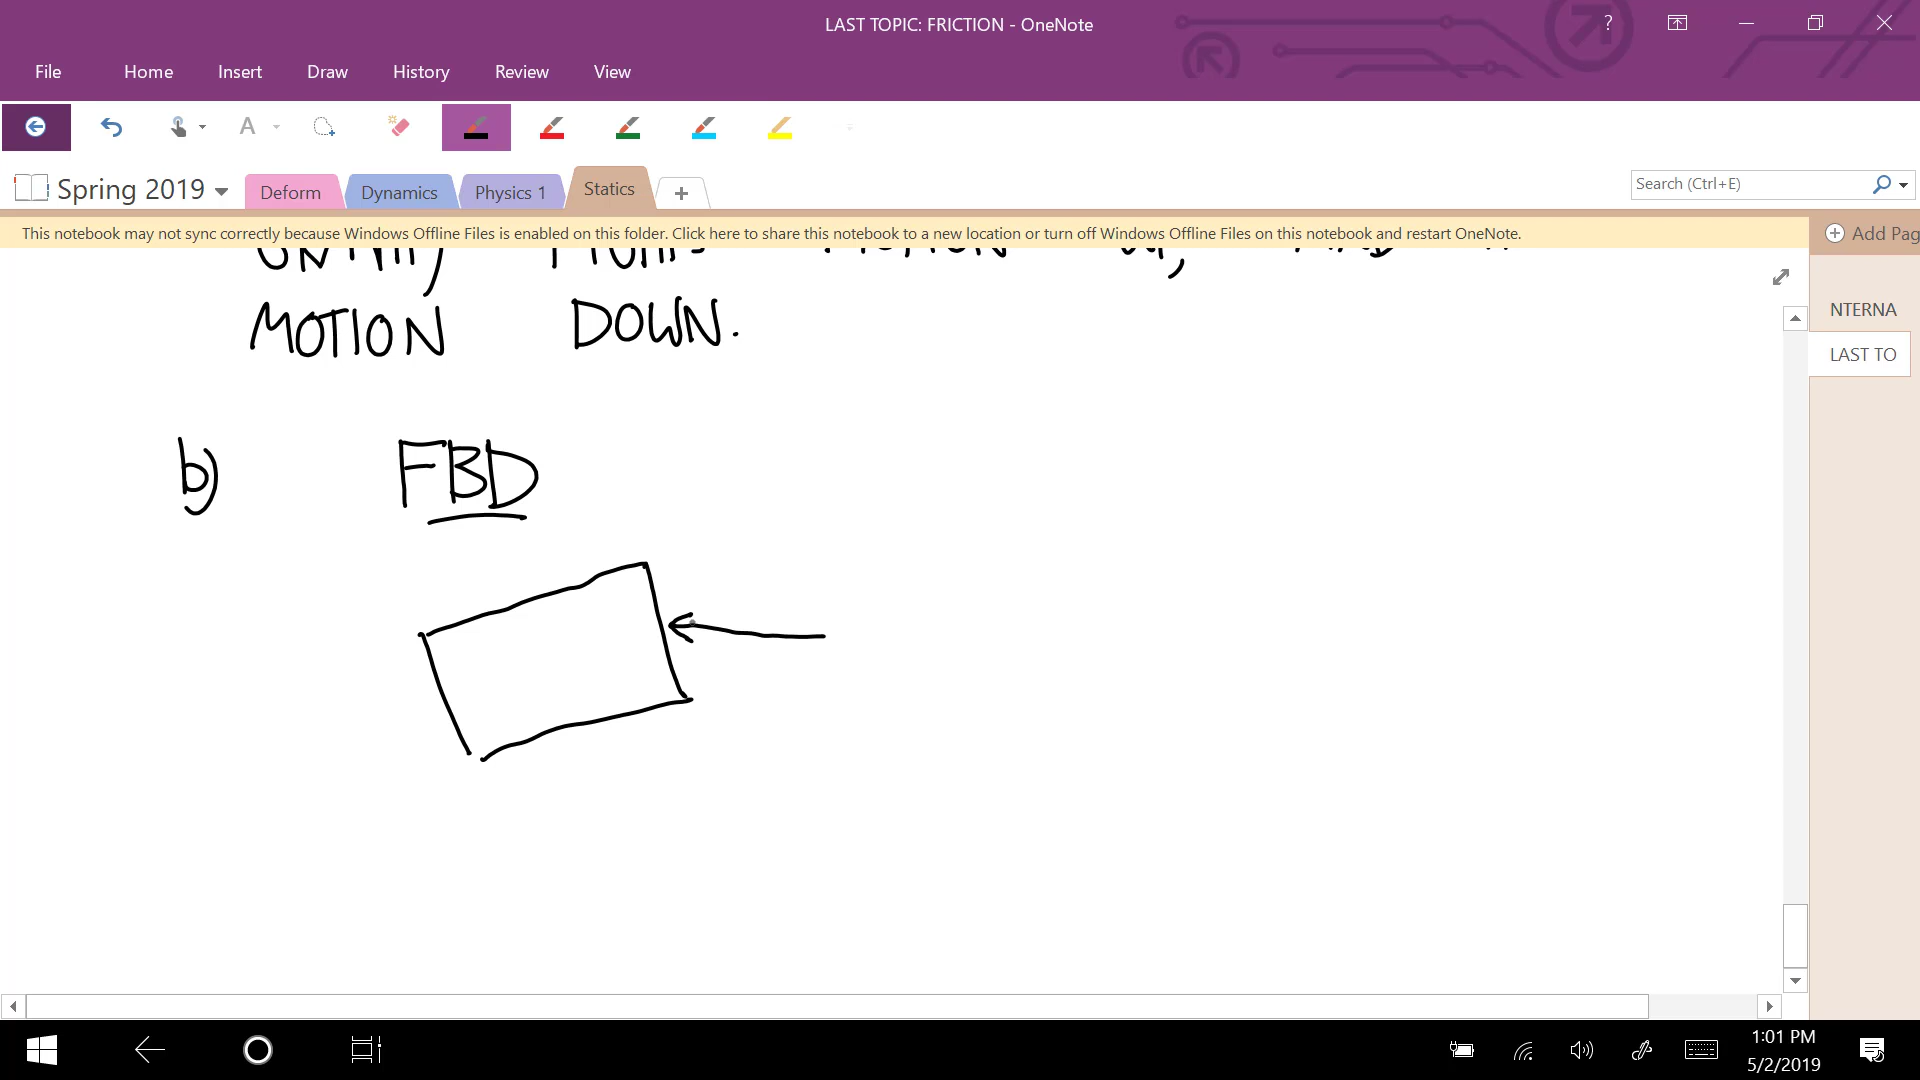 LAST TOPIC: FRICTION - OneNote
?
File Home Insert Draw History Review View
A
Spring 2019 Deform Dynamics Physics 1 Statics + Search (Ctrl+E)
This notebook may not sync correctly because Windows Offline Files is enabled on this folder. Click here to share this notebook to a new location or turn off Windows Offline Files on this notebook and restart OneNote.
Add Pag
MOTION DOWN.
NTERNA
LAST TO
b) FBD
1:01 PM
5/2/2019